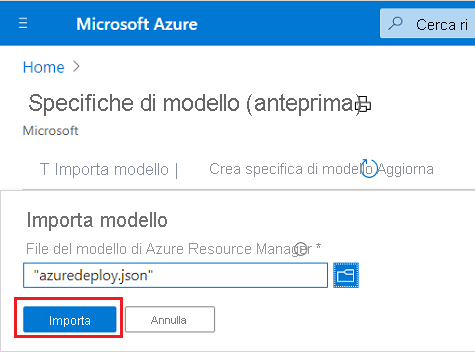 Microsoft Azure
Cerca ri
Home >
Specifiche di modello (anteprima)
Microsoft
T Importa modello | Crea specifica di modello Aggiorna
Importa modello
File del modello di Azure Resource Manager *
"azuredeploy.json"
Importa Annulla